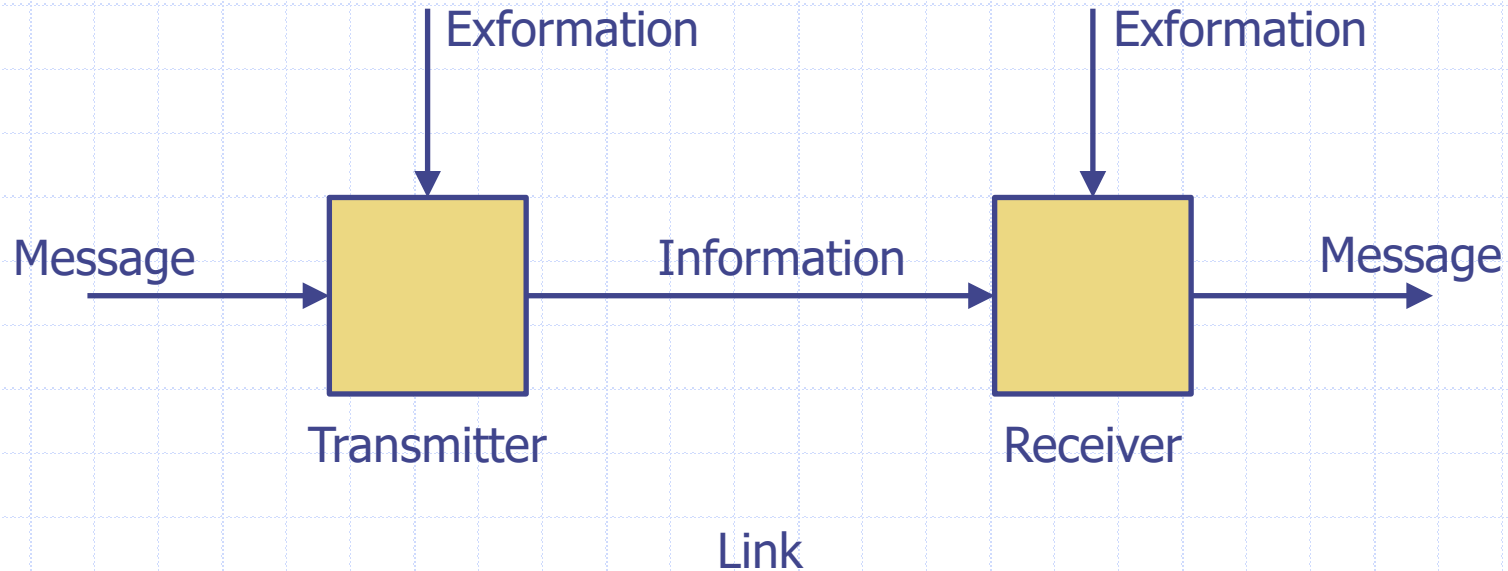 Exformation
Exformation
Message
Information
Message
Transmitter
Receiver
Link